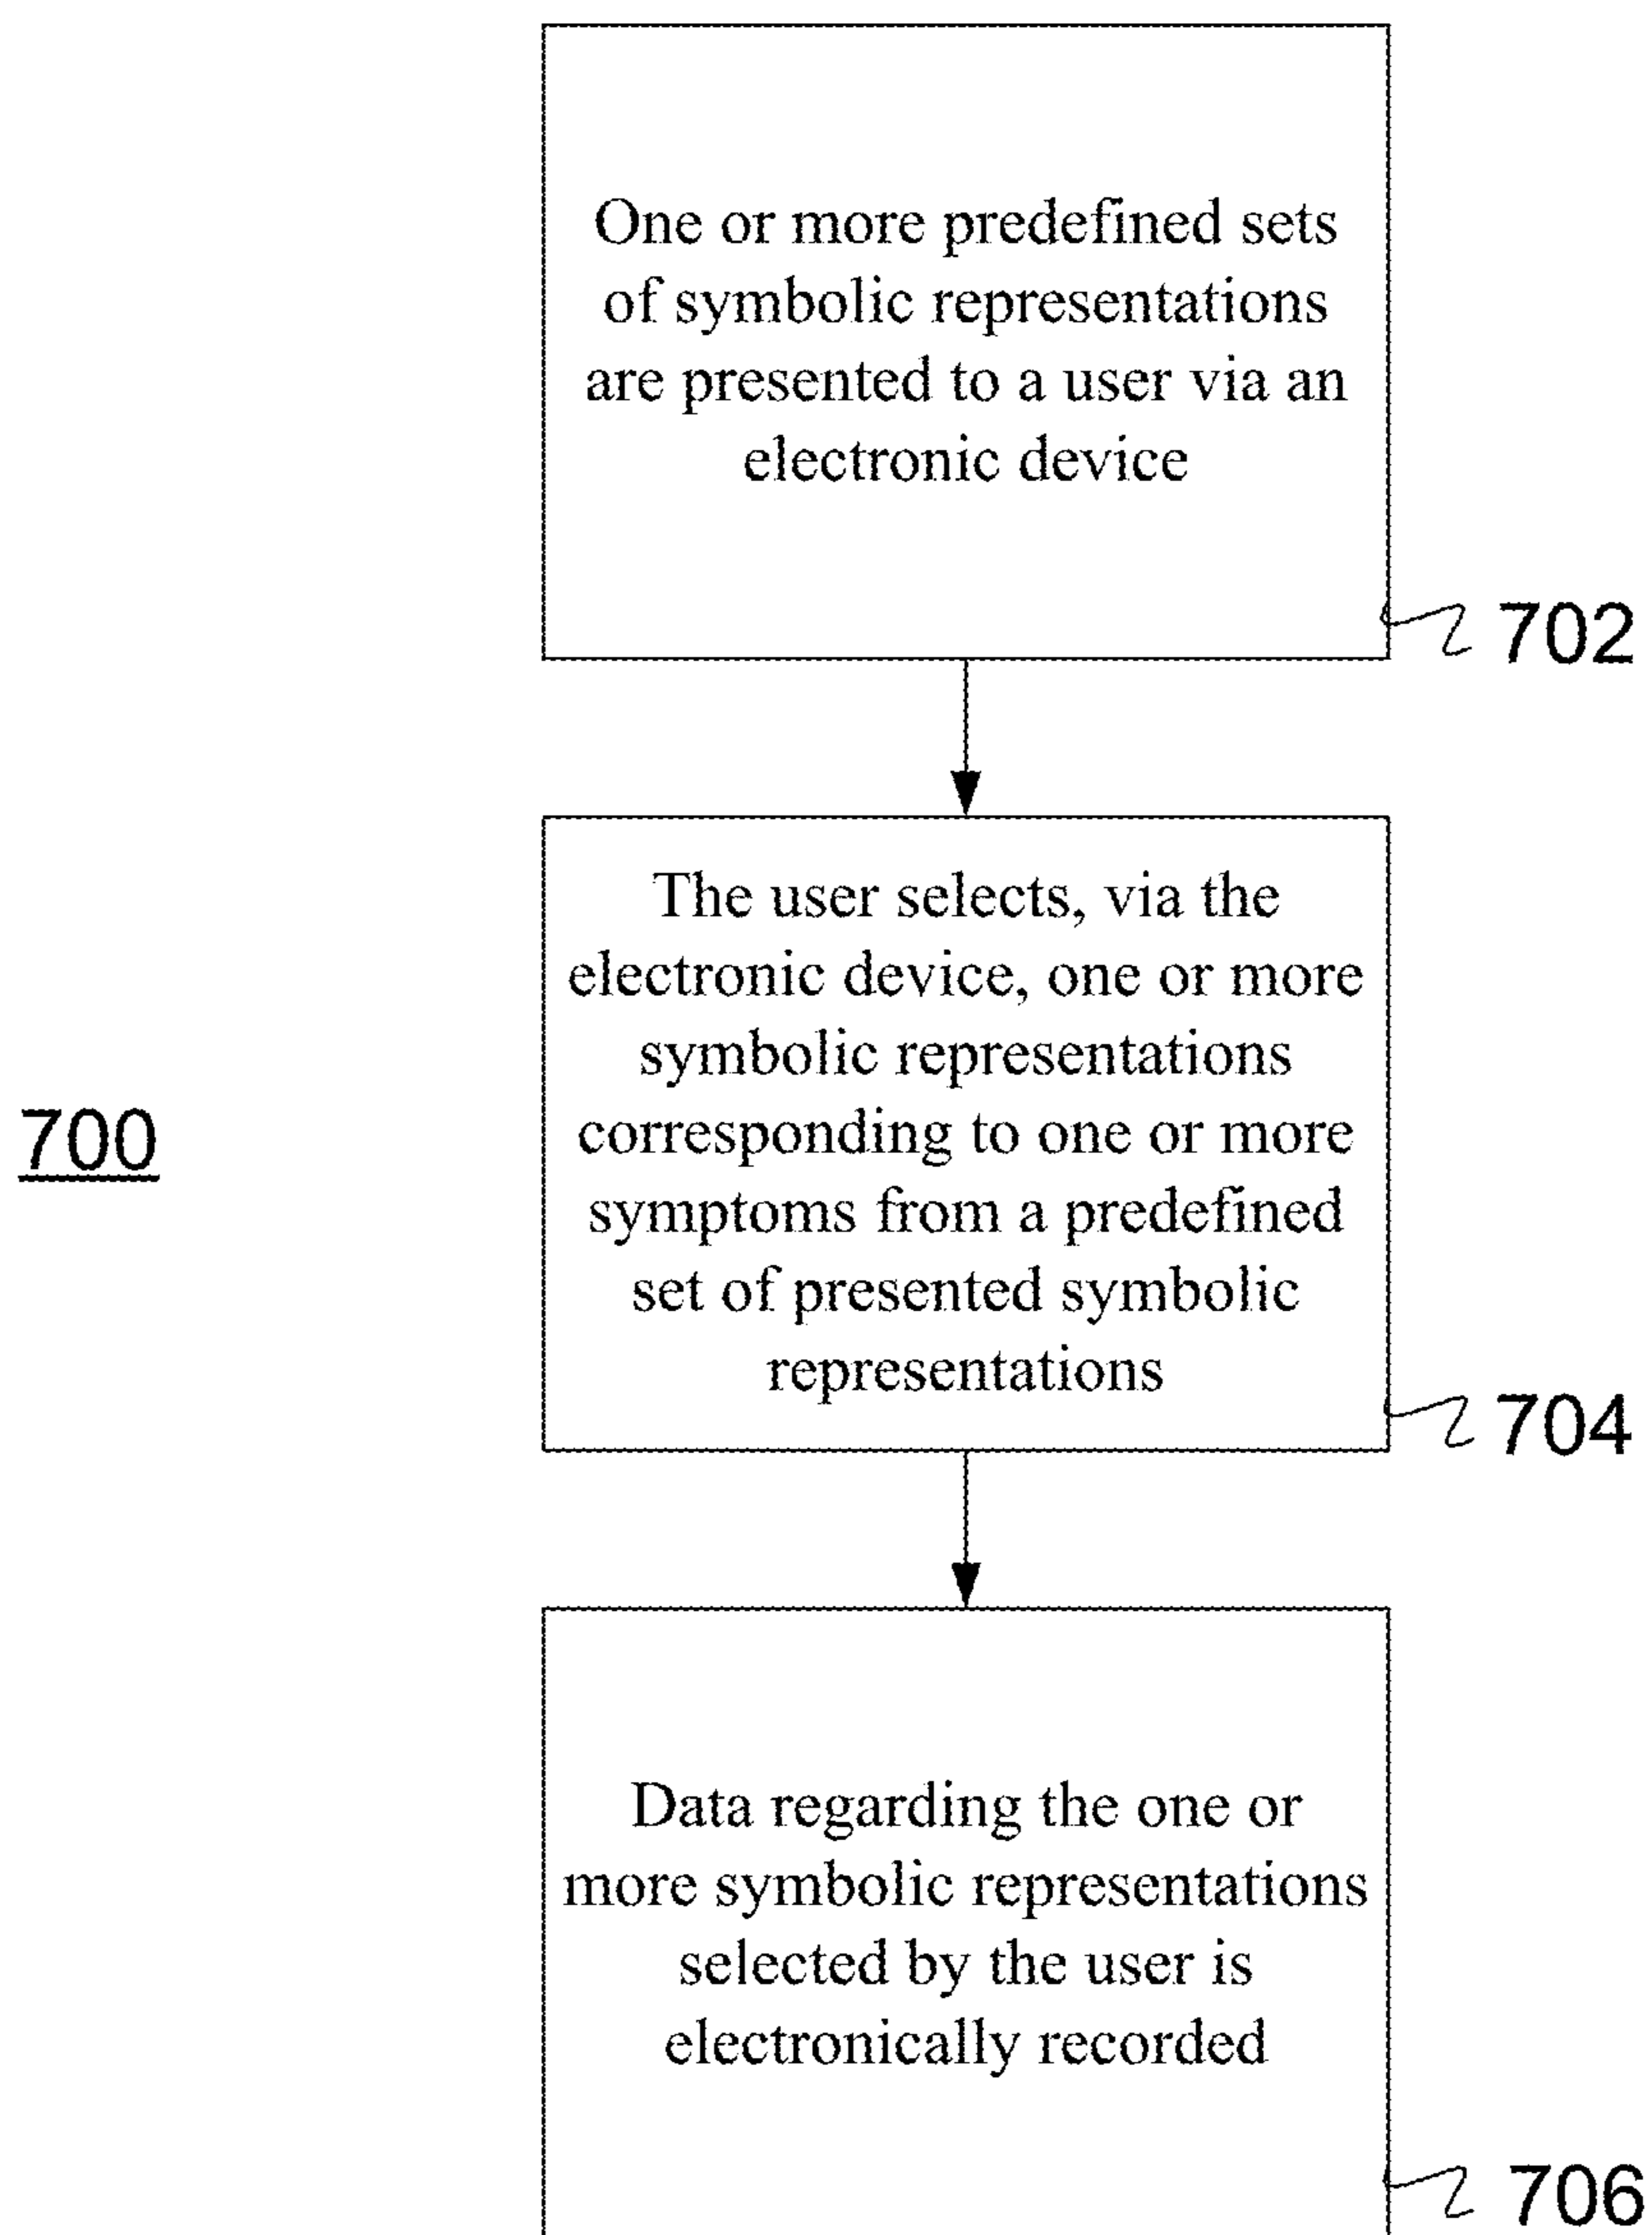 One or more predefined sets
of symbolic representations
are presented to a user via an
electronic device
702
The user selects, via the
electronic device, one or more
symbolic representations
corresponding to one or more
symptoms from a predefined
set of presented symbolic
representations
704
700
Data regarding the one or
more symbolic representations
selected by the user is
electronically recorded
706